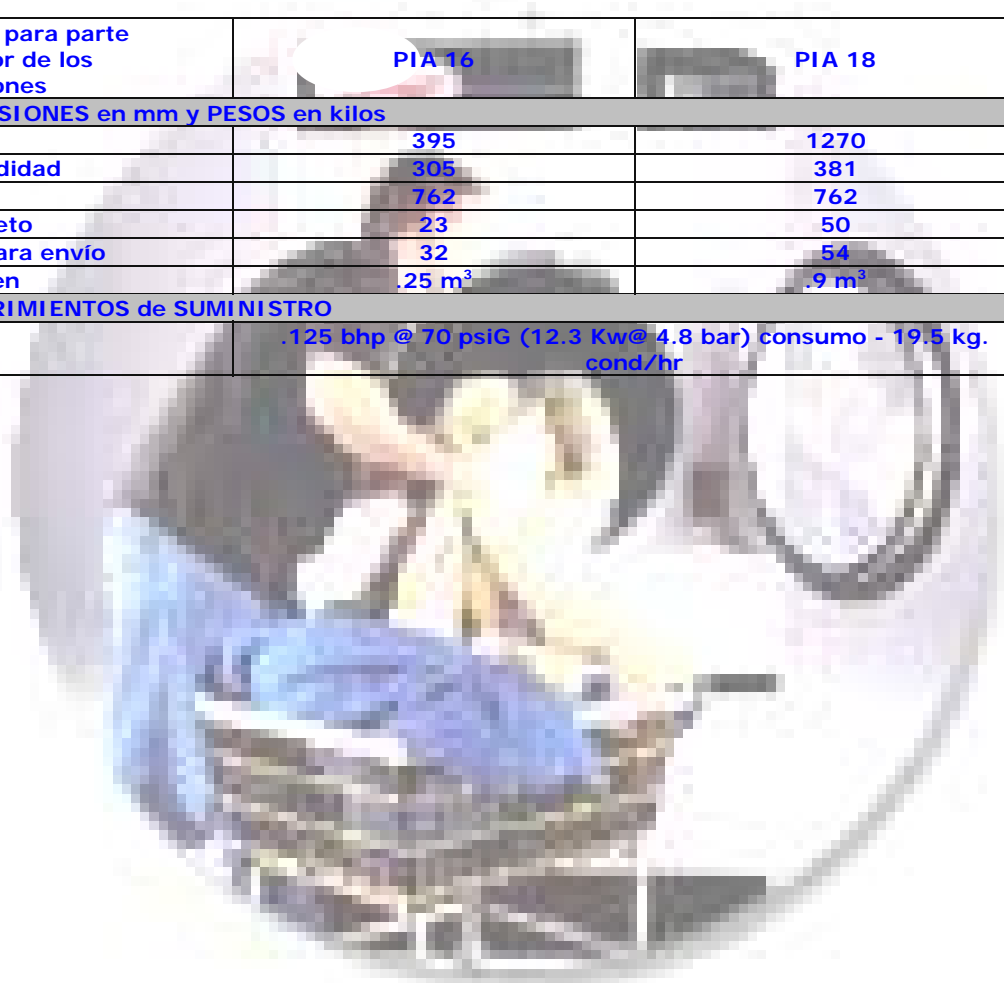 para parte
or de los
ones
PIA 16
PIA 18
SIONES en mm y PESOS en kilos
395
1270
didad
305
381
762
762
eto
23
50
ara envío
32
54
en
.25 m³
.9 m³
RIMIENTOS de SUMINISTRO
.125 bhp @ 70 psiG (12.3 Kw@ 4.8 bar) consumo - 19.5 kg.
cond/hr